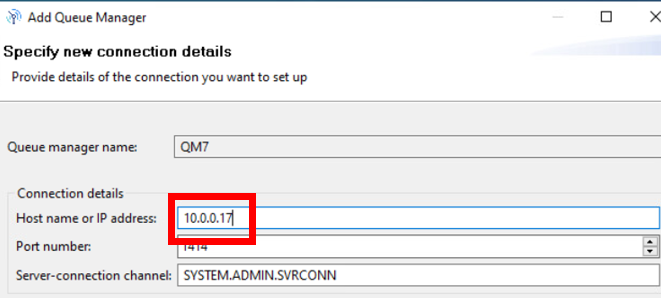 Add Queue Manager
Specify new connection details
Provide details of the connection you want to set up
Queue manager name: QM7
Connection details
Host name or IP address: 10.0.0.17
Port number: 1414
Server-connection channel: SYSTEM.ADMIN.SVRCONN